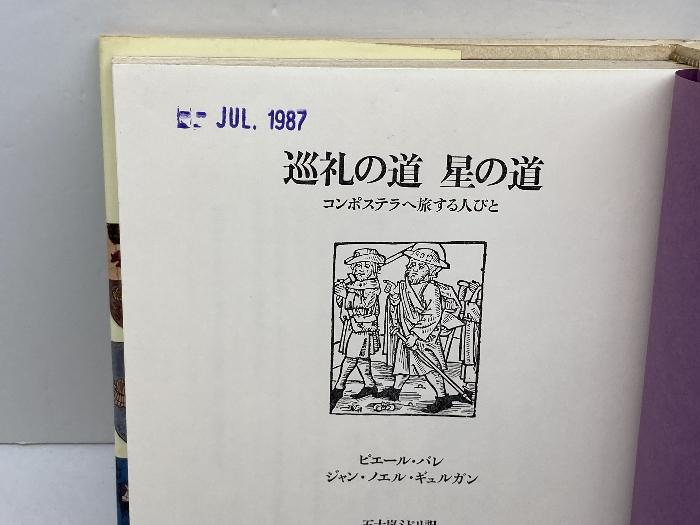 JUL. 1987
巡礼の道 星の道
コンポステラへ旅する人びと
ピエール・バレ
ジャン・ノエル・ギュルガン